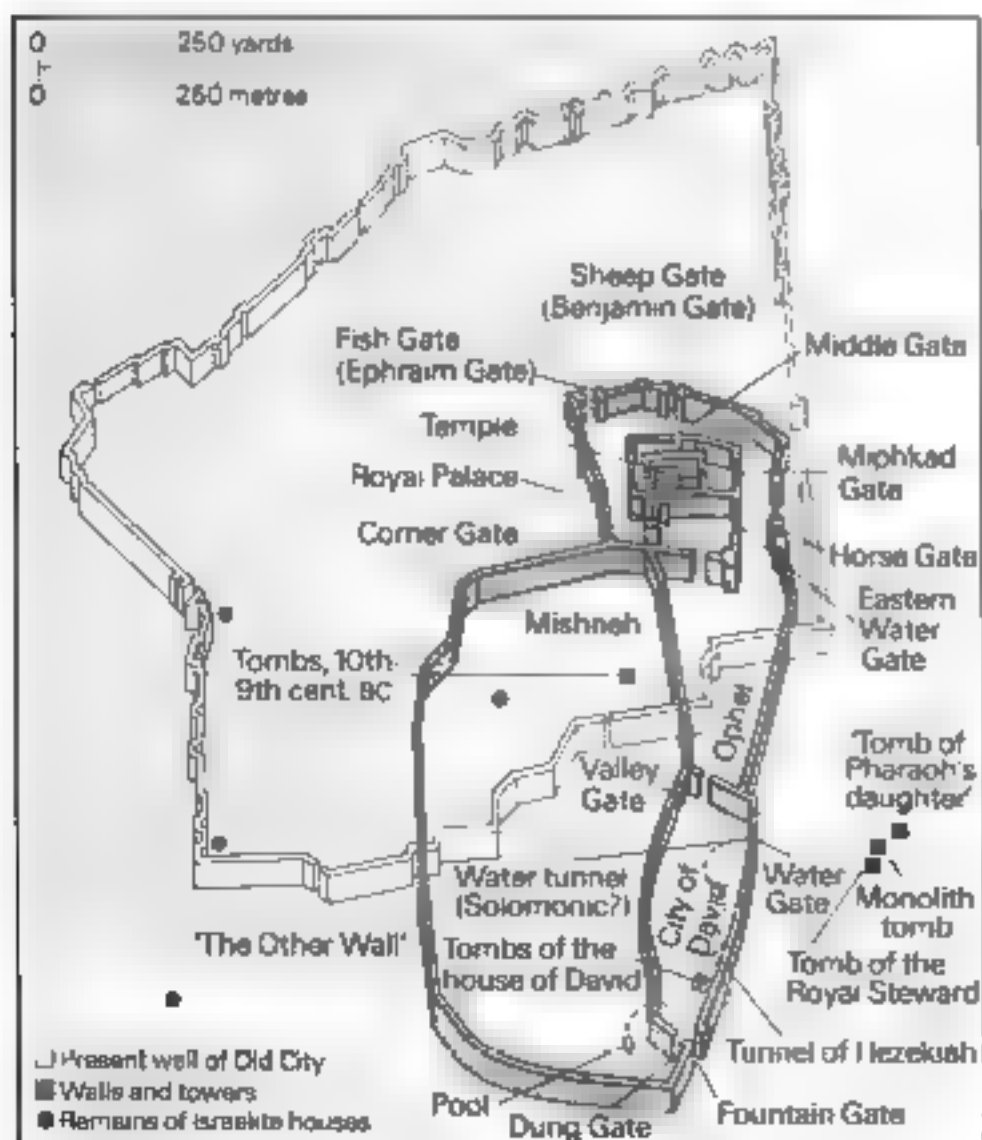 0 250 yards
0 250 metres
Sheep Gate
(Benjamin Gate)
Fish Gate
(Ephraim Gate)
Middle Gate
Temple
Royal Palace
Miphkad
Gate
Corner Gate
Horse Gate
Mishneh
Eastern
Water
Gate
Tombs, 10th-
9th cent. BC
Ophel
Valley
Gate
'Tomb of
Pharaoh's
daughter'
Water tunnel
(Solomonic?)
City of
David
Water
Gate
Monolith
tomb
'The Other Wall'
Tombs of the
house of David
Tomb of the
Royal Steward
Present wall of Old City
Walls and towers
Remains of Israelite houses
Tunnel of Hezekiah
Pool
Dung Gate
Fountain Gate